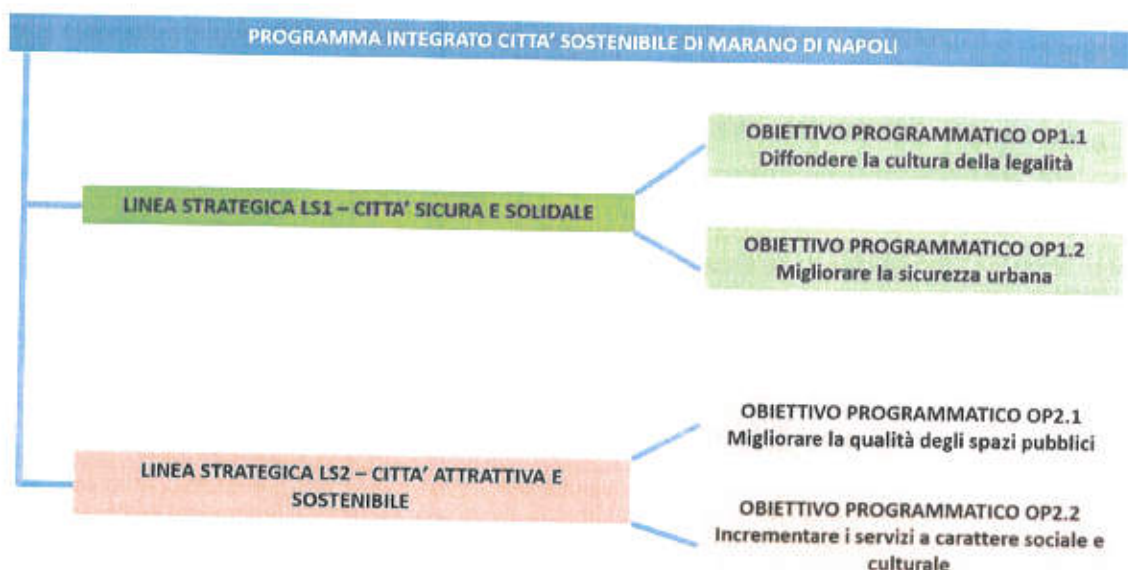 PROGRAMMA INTEGRATO CITTA' SOSTENIBILE DI MARANO DI NAPOLI
LINEA STRATEGICA LS1 – CITTA' SICURA E SOLIDALE
OBIETTIVO PROGRAMMATICO OP1.1
Diffondere la cultura della legalità
OBIETTIVO PROGRAMMATICO OP1.2
Migliorare la sicurezza urbana
LINEA STRATEGICA LS2 – CITTA' ATTRATTIVA E
SOSTENIBILE
OBIETTIVO PROGRAMMATICO OP2.1
Migliorare la qualità degli spazi pubblici
OBIETTIVO PROGRAMMATICO OP2.2
Incrementare i servizi a carattere sociale e
culturale